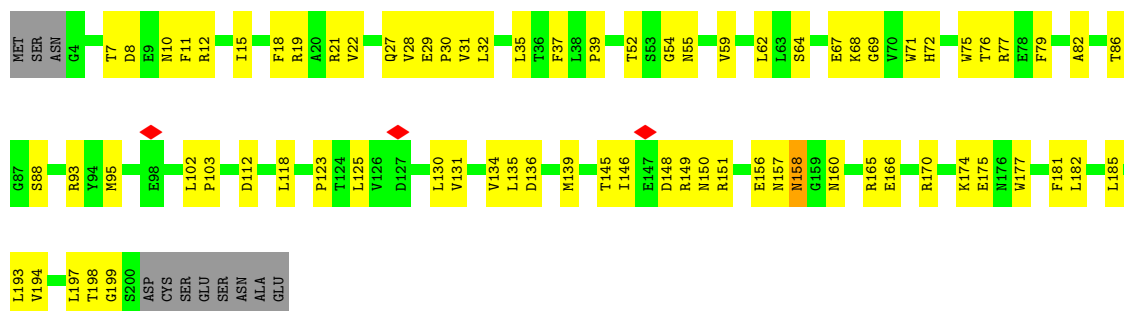 MET SER ASN G4 T7 D8 E9 N10 F11 R12 I15 F18 R19 A20 R21 V22 Q27 V28 E29 P30 V31 L32 L35 T36 F37 L38 P39 T52 S53 G54 N55 V59 L62 L63 S64 E67 K68 G69 V70 W71 H72 W75 T76 R77 E78 F79 A82 T86
G87 S88 R93 Y94 M95 E98 L102 P103 D112 L118 P123 T124 L125 V126 D127 L130 V131 V134 L135 D136 M139 T145 I146 E147 D148 R149 N150 R151 E156 N157 N158 G159 N160 R165 E166 R170 K174 E175 N176 W177 F181 L182 L185
L193 V194 L197 T198 G199 S200 ASP CYS SER GLU SER ASN ALA GLU